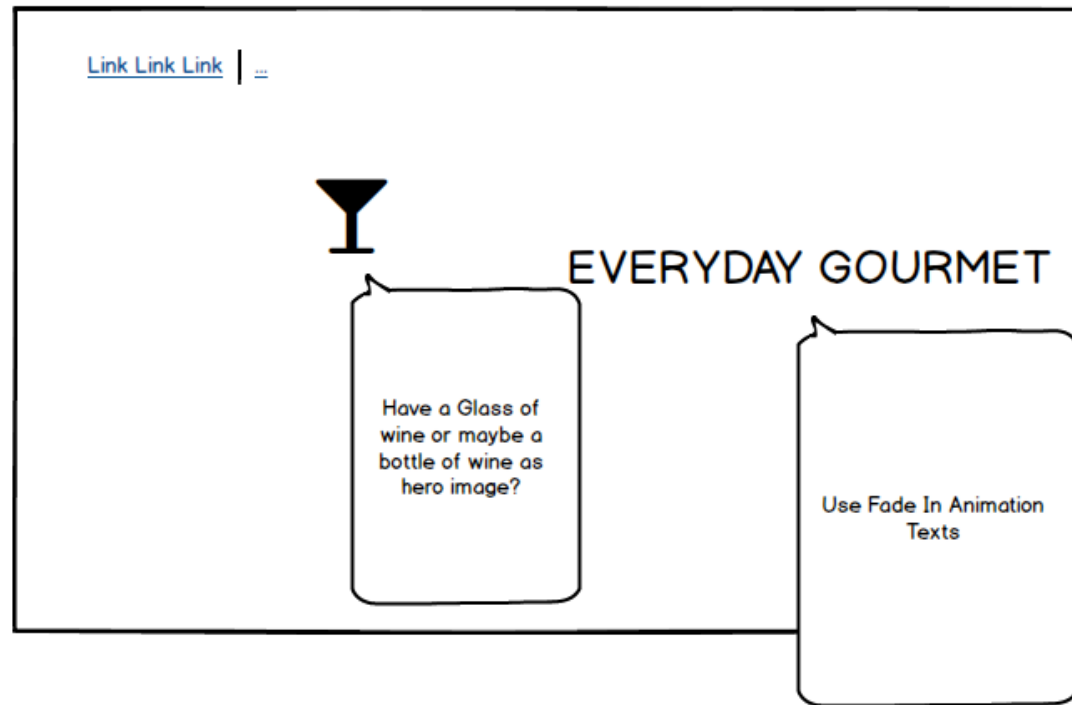 Link Link Link | ...
EVERYDAY GOURMET
Have a Glass of
wine or maybe a
bottle of wine as
hero image?
Use Fade In Animation
Texts